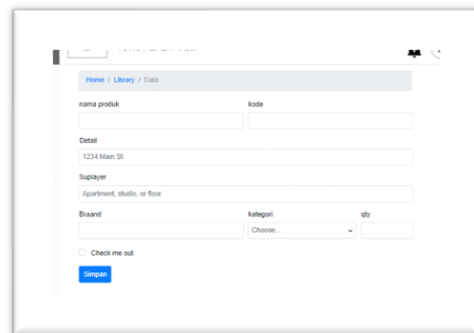 Home / Library / Data
nama produk kode
Detail
1234 Main St
Suplayer
Apartment, studio, or floor
Braand kategori qty
Choose...
Check me out
Simpan